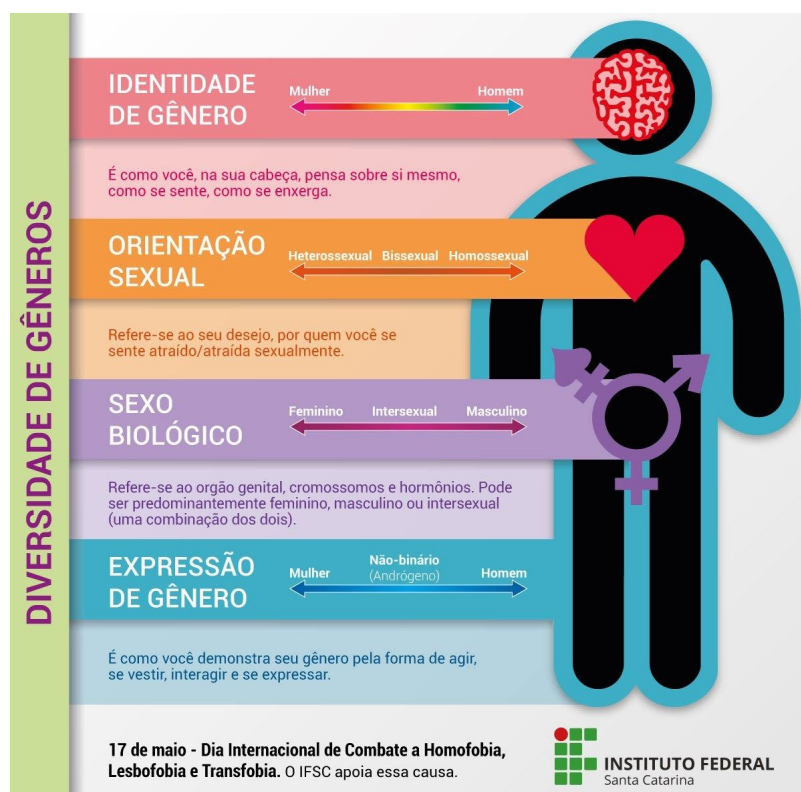 DIVERSIDADE DE GÊNEROS
IDENTIDADE
DE GÊNERO
Mulher Homem
É como você, na sua cabeça, pensa sobre si mesmo,
como se sente, como se enxerga.
ORIENTAÇÃO
SEXUAL
Heterossexual Bissexual Homossexual
Refere-se ao seu desejo, por quem você se
sente atraído/atraída sexualmente.
SEXO
BIOLÓGICO
Feminino Intersexual Masculino
Refere-se ao orgão genital, cromossomos e hormônios. Pode
ser predominantemente feminino, masculino ou intersexual
(uma combinação dos dois).
EXPRESSÃO
DE GÊNERO
Mulher Não-binário Homem
(Andrógeno)
É como você demonstra seu gênero pela forma de agir,
se vestir, interagir e se expressar.
17 de maio - Dia Internacional de Combate a Homofobia,
Lesbofobia e Transfobia. O IFSC apoia essa causa.
INSTITUTO FEDERAL
Santa Catarina